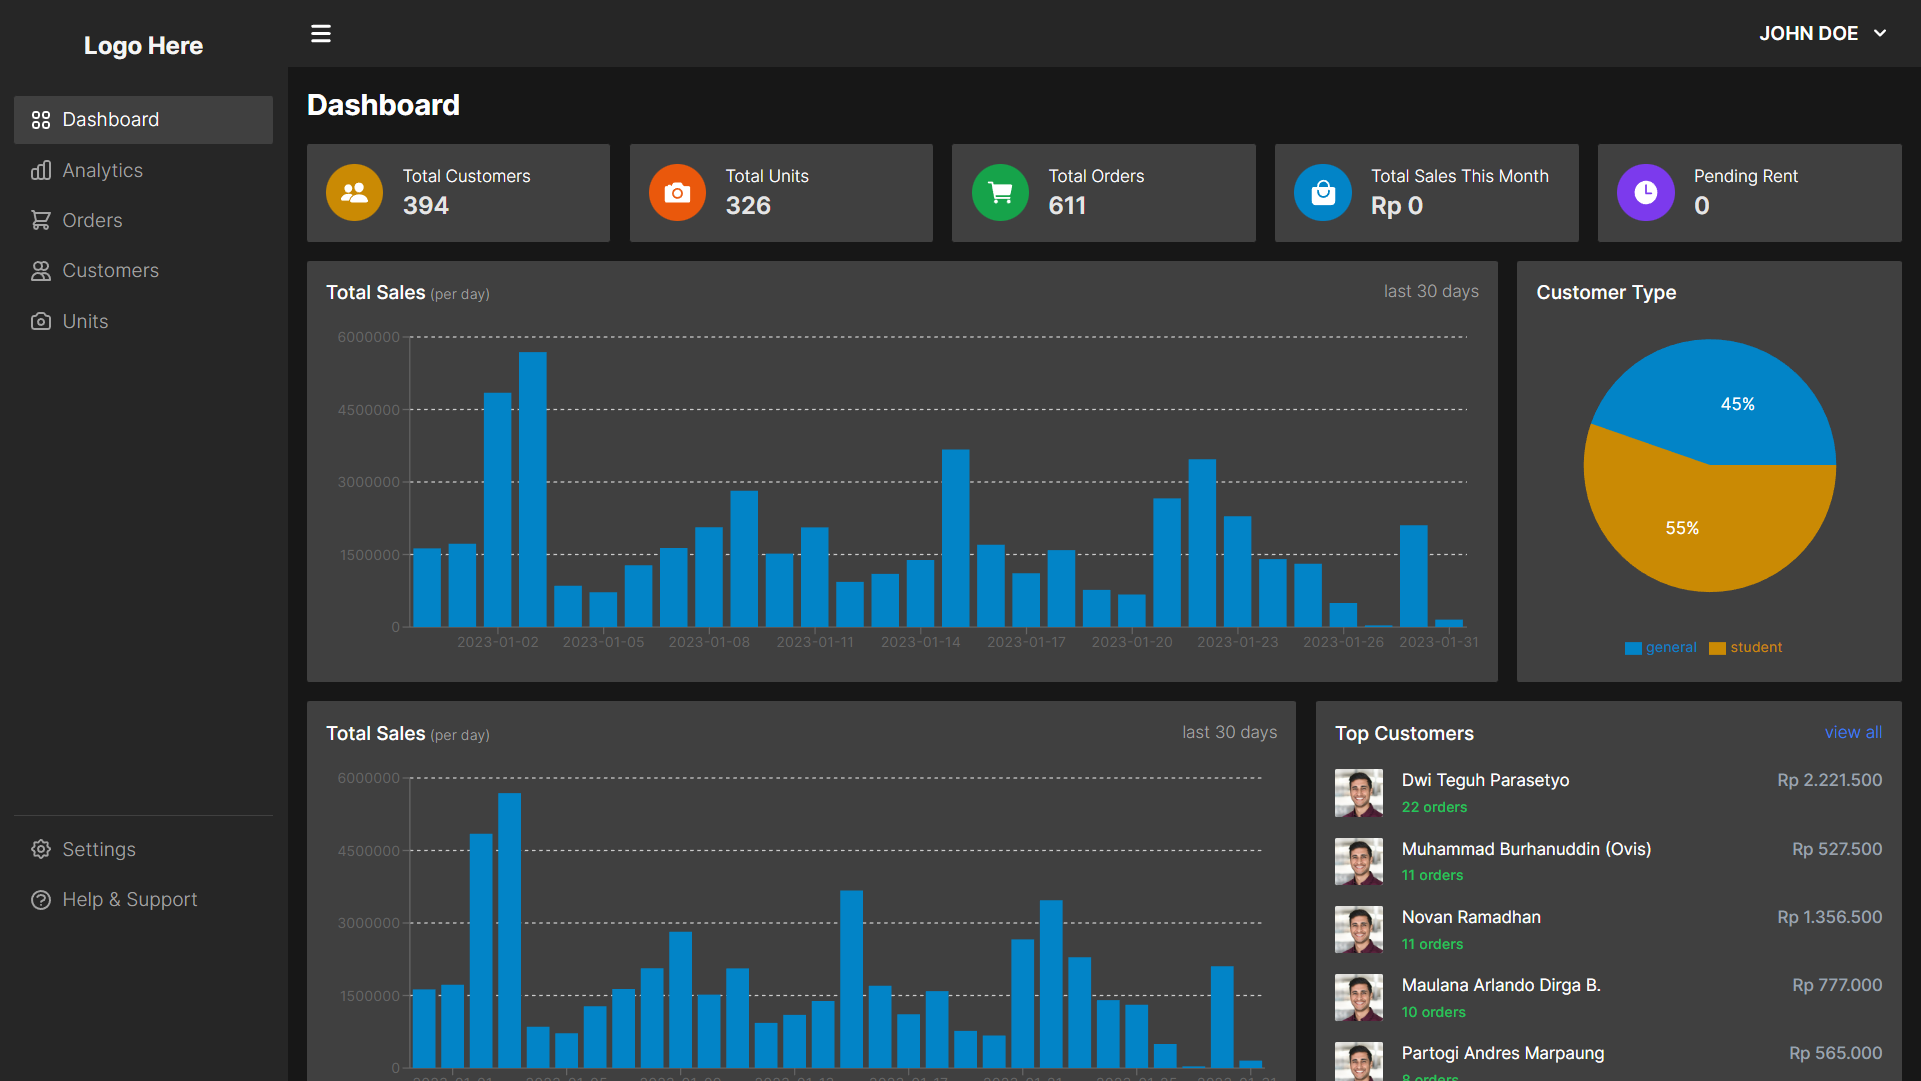 Logo Here
JOHN DOE
Dashboard
Analytics
Orders
Customers
Units
Settings
Help & Support
Dashboard
Total Customers
394
Total Units
326
Total Orders
611
Total Sales This Month
Rp 0
Pending Rent
0
Total Sales (per day)
last 30 days
6000000
4500000
3000000
1500000
0
2023-01-02 2023-01-05 2023-01-08 2023-01-11 2023-01-14 2023-01-17 2023-01-20 2023-01-23 2023-01-26 2023-01-31
Customer Type
45%
55%
general student
Total Sales (per day)
last 30 days
6000000
4500000
3000000
1500000
0
Top Customers
view all
Dwi Teguh Parasetyo
Rp 2.221.500
22 orders
Muhammad Burhanuddin (Ovis)
Rp 527.500
11 orders
Novan Ramadhan
Rp 1.356.500
11 orders
Maulana Arlando Dirga B.
Rp 777.000
10 orders
Partogi Andres Marpaung
Rp 565.000
8 orders